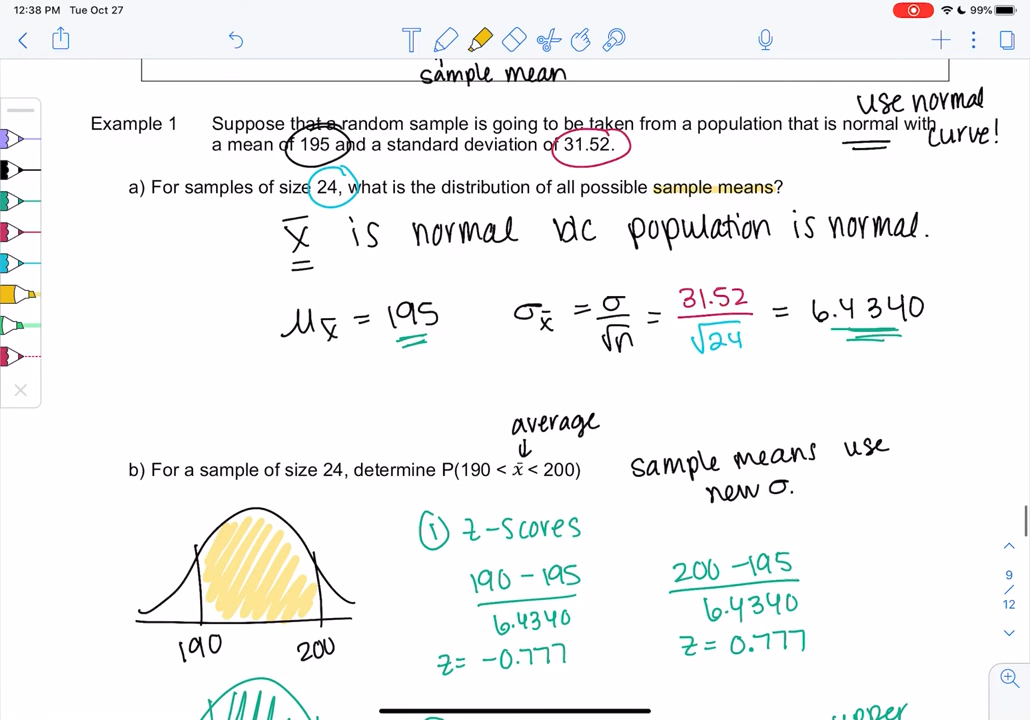 12:38 PM Tue Oct 27
99%
sample mean
use normal
curve!
Example 1 Suppose that a random sample is going to be taken from a population that is normal with
a mean of 195 and a standard deviation of 31.52.
a) For samples of size 24, what is the distribution of all possible sample means?
x̄ is normal b/c population is normal.
μx̄ = 195 σx̄ = σ/√n = 31.52/√24 = 6.4340
average
↓
b) For a sample of size 24, determine P(190 < x̄ < 200)
sample means use
new σ.
① z-scores
190 - 195
6.4340
z = -0.777
200 - 195
6.4340
z = 0.777
190 200
upper
9
/
12